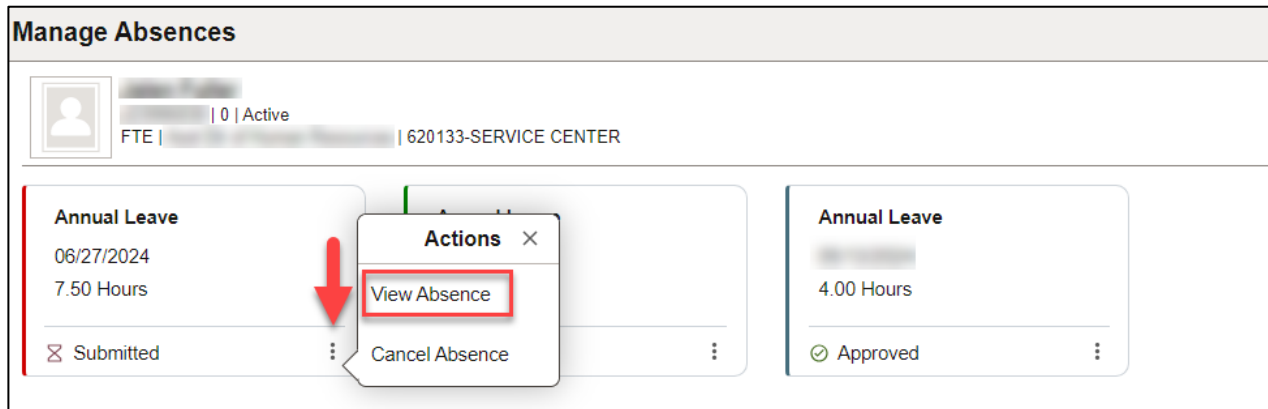 Manage Absences
| 0 | Active
FTE | | 620133-SERVICE CENTER
Annual Leave
06/27/2024
7.50 Hours
Submitted
Actions
View Absence
Cancel Absence
Annual Leave
4.00 Hours
Approved